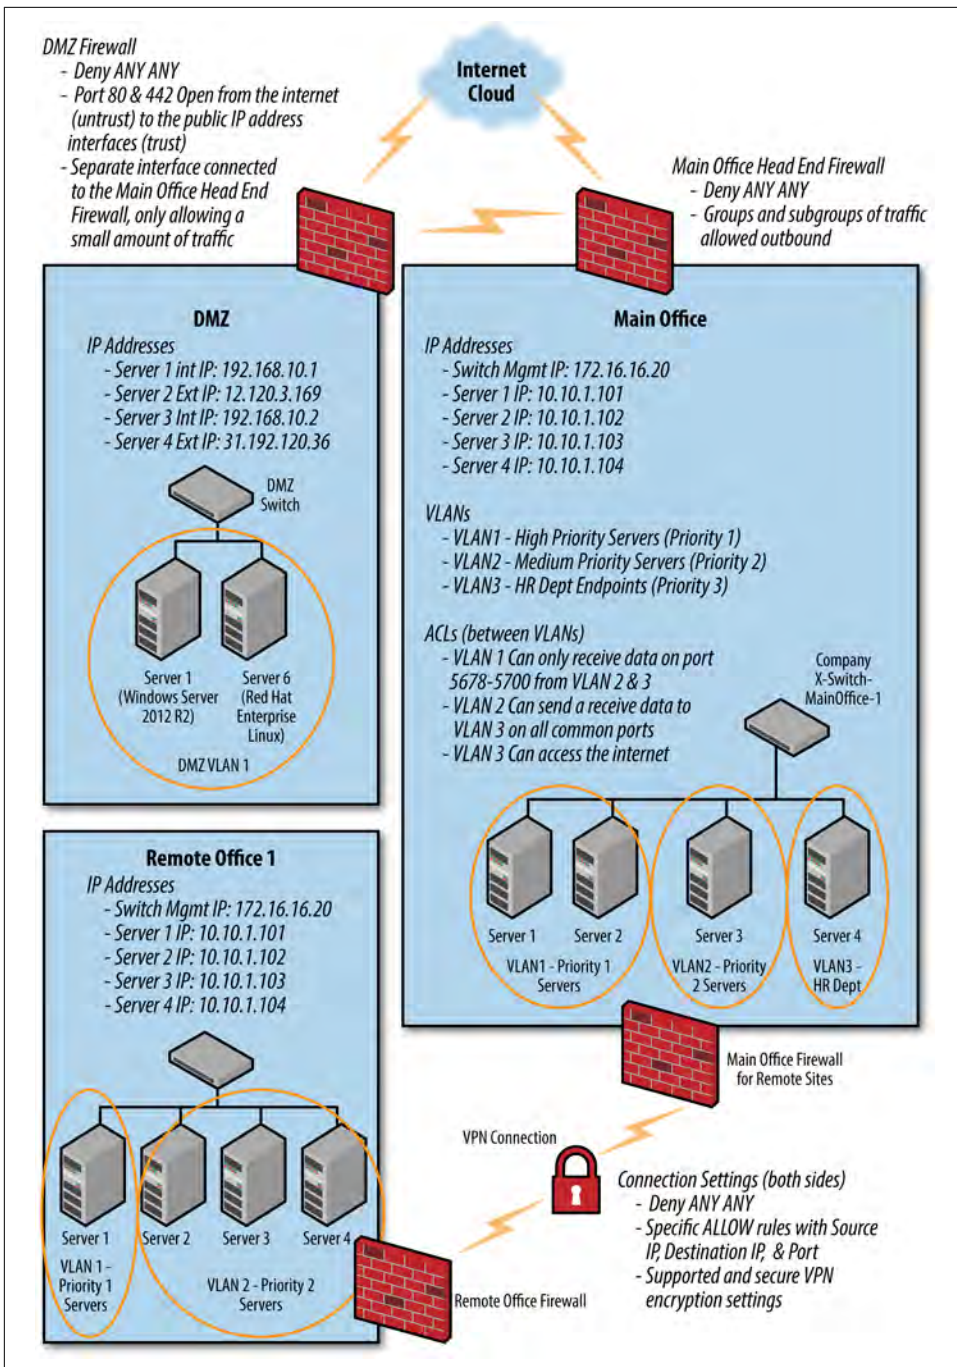 DMZ Firewall
- Deny ANY ANY
- Port 80 & 442 Open from the internet
(untrust) to the public IP address
interfaces (trust)
- Separate interface connected
to the Main Office Head End
Firewall, only allowing a
small amount of traffic
Internet
Cloud
Main Office Head End Firewall
- Deny ANY ANY
- Groups and subgroups of traffic
allowed outbound
DMZ
IP Addresses
- Server 1 int IP: 192.168.10.1
- Server 2 Ext IP: 12.120.3.169
- Server 3 Int IP: 192.168.10.2
- Server 4 Ext IP: 31.192.120.36
DMZ
Switch
Server 1
(Windows Server
2012 R2)
Server 6
(Red Hat
Enterprise
Linux)
DMZ VLAN 1
Main Office
IP Addresses
- Switch Mgmt IP: 172.16.16.20
- Server 1 IP: 10.10.1.101
- Server 2 IP: 10.10.1.102
- Server 3 IP: 10.10.1.103
- Server 4 IP: 10.10.1.104
VLANs
- VLAN1 - High Priority Servers (Priority 1)
- VLAN2 - Medium Priority Servers (Priority 2)
- VLAN3 - HR Dept Endpoints (Priority 3)
ACLs (between VLANs)
- VLAN 1 Can only receive data on port
5678-5700 from VLAN 2 & 3
- VLAN 2 Can send a receive data to
VLAN 3 on all common ports
- VLAN 3 Can access the internet
Company
X-Switch-
MainOffice-1
Server 1
Server 2
Server 3
Server 4
VLAN1 - Priority 1
Servers
VLAN2 - Priority
2 Servers
VLAN3 -
HR Dept
Remote Office 1
IP Addresses
- Switch Mgmt IP: 172.16.16.20
- Server 1 IP: 10.10.1.101
- Server 2 IP: 10.10.1.102
- Server 3 IP: 10.10.1.103
- Server 4 IP: 10.10.1.104
Server 1
Server 2
Server 3
Server 4
VLAN 1 -
Priority 1
Servers
VLAN 2 - Priority 2
Servers
Main Office Firewall
for Remote Sites
VPN Connection
Connection Settings (both sides)
- Deny ANY ANY
- Specific ALLOW rules with Source
IP, Destination IP, & Port
- Supported and secure VPN
encryption settings
Remote Office Firewall